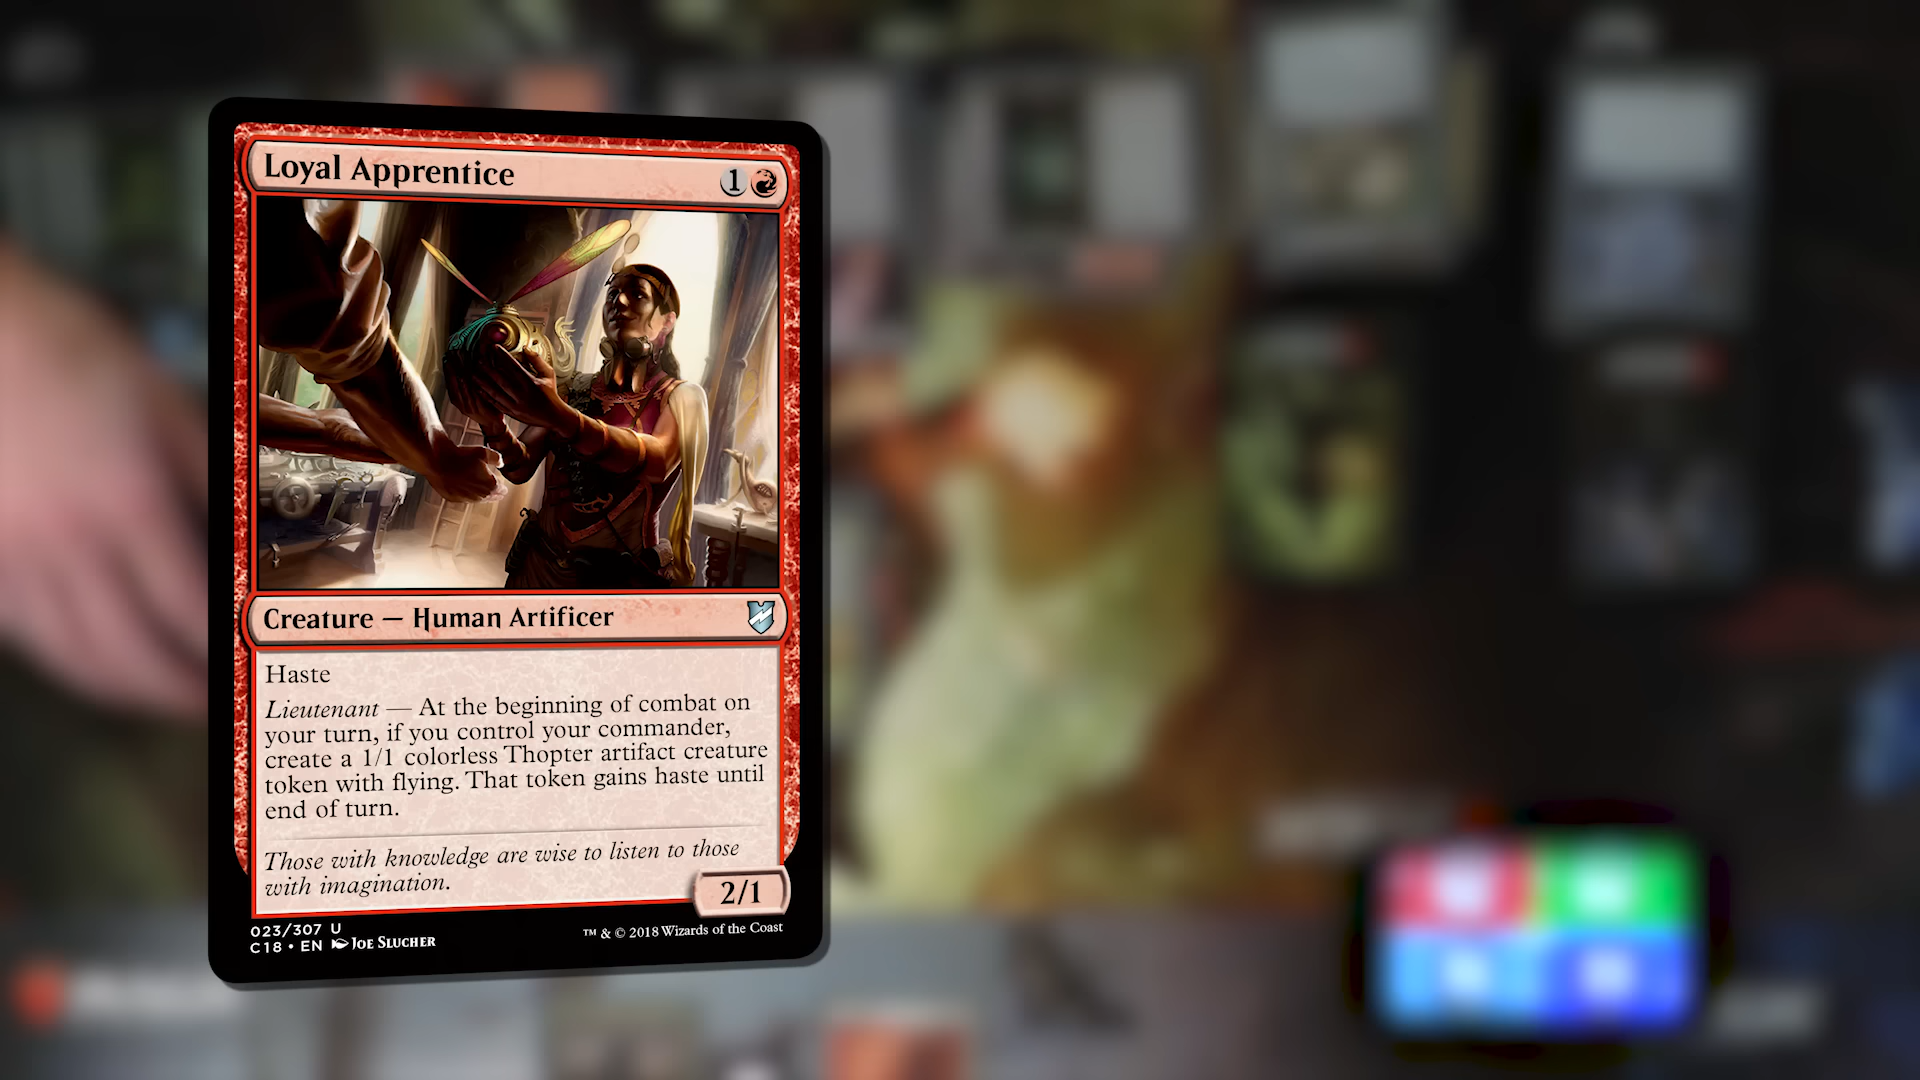 Loyal Apprentice 1
Creature — Human Artificer
Haste
Lieutenant — At the beginning of combat on
your turn, if you control your commander,
create a 1/1 colorless Thopter artifact creature
token with flying. That token gains haste until
end of turn.
Those with knowledge are wise to listen to those
with imagination.
2/1
023/307 U
C18 • EN Joe Slucher
™ & © 2018 Wizards of the Coast